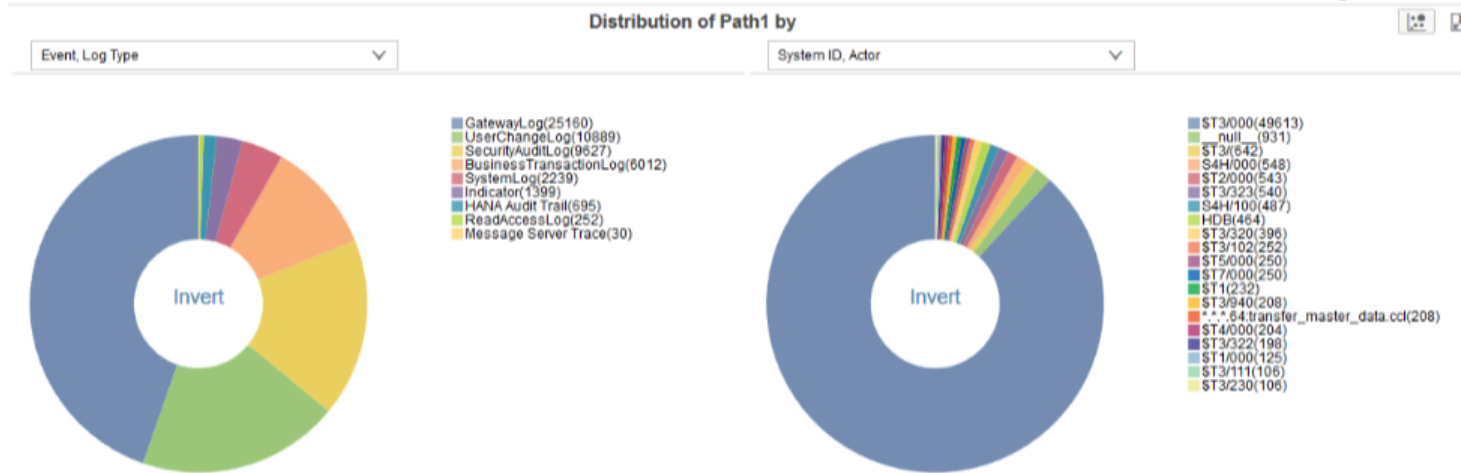 Distribution of Path1 by
Event, Log Type
System ID, Actor
Invert
GatewayLog(25160)
UserChangeLog(10889)
SecurityAuditLog(9627)
BusinessTransactionLog(6012)
SystemLog(2239)
Indicator(1399)
HANA Audit Trail(695)
ReadAccessLog(252)
Message Server Trace(30)
Invert
$T3/000(49613)
__null__(931)
$T3/(642)
S4H/000(548)
$T2/000(543)
$T3/323(540)
S4H/100(487)
HDB(464)
$T3/320(396)
$T3/102(252)
$T5/000(250)
$T7/000(250)
$T1(232)
$T3/940(208)
*.*.*.64:transfer_master_data.ccl(208)
$T4/000(204)
$T3/322(198)
$T1/000(125)
$T3/111(106)
$T3/230(106)